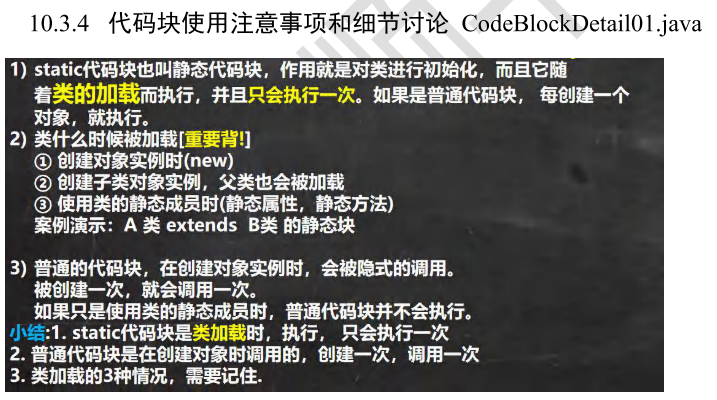 10.3.4 代码块使用注意事项和细节讨论 CodeBlockDetail01.java
1) static代码块也叫静态代码块，作用就是对类进行初始化，而且它随
着类的加载而执行，并且只会执行一次。如果是普通代码块， 每创建一个
对象，就执行。
2) 类什么时候被加载[重要背!]
① 创建对象实例时(new)
② 创建子类对象实例，父类也会被加载
③ 使用类的静态成员时(静态属性，静态方法)
案例演示：A 类 extends B类 的静态块
3) 普通的代码块，在创建对象实例时，会被隐式的调用。
被创建一次，就会调用一次。
如果只是使用类的静态成员时，普通代码块并不会执行。
小结:1. static代码块是类加载时，执行， 只会执行一次
2. 普通代码块是在创建对象时调用的，创建一次，调用一次
3. 类加载的3种情况，需要记住.